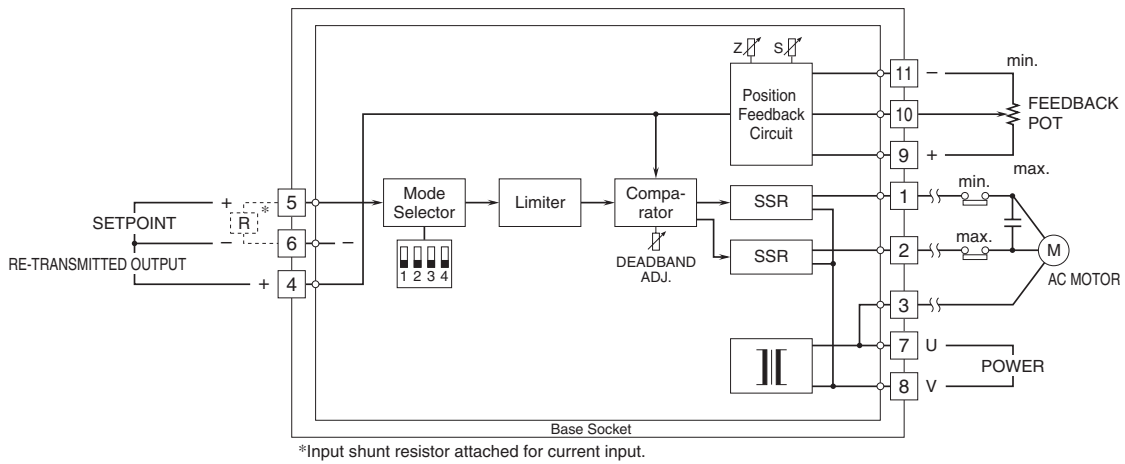 Z S
min.
11 −
Position
Feedback
Circuit
10
FEEDBACK
POT
9 +
max.
+ 5
R *
SETPOINT
− 6 −
RE-TRANSMITTED OUTPUT
+ 4
Mode
Selector
1 2 3 4
Limiter
Compa-
rator
DEADBAND
ADJ.
SSR
1 min.
SSR
2 max.
M
AC MOTOR
3
7 U
POWER
8 V
Base Socket
*Input shunt resistor attached for current input.